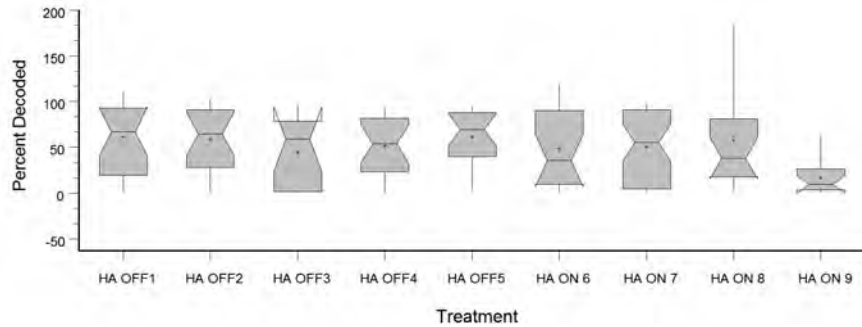 200
150
100
50
0
-50
Percent Decoded
HA OFF1 HA OFF2 HA OFF3 HA OFF4 HA OFF5 HA ON 6 HA ON 7 HA ON 8 HA ON 9
Treatment